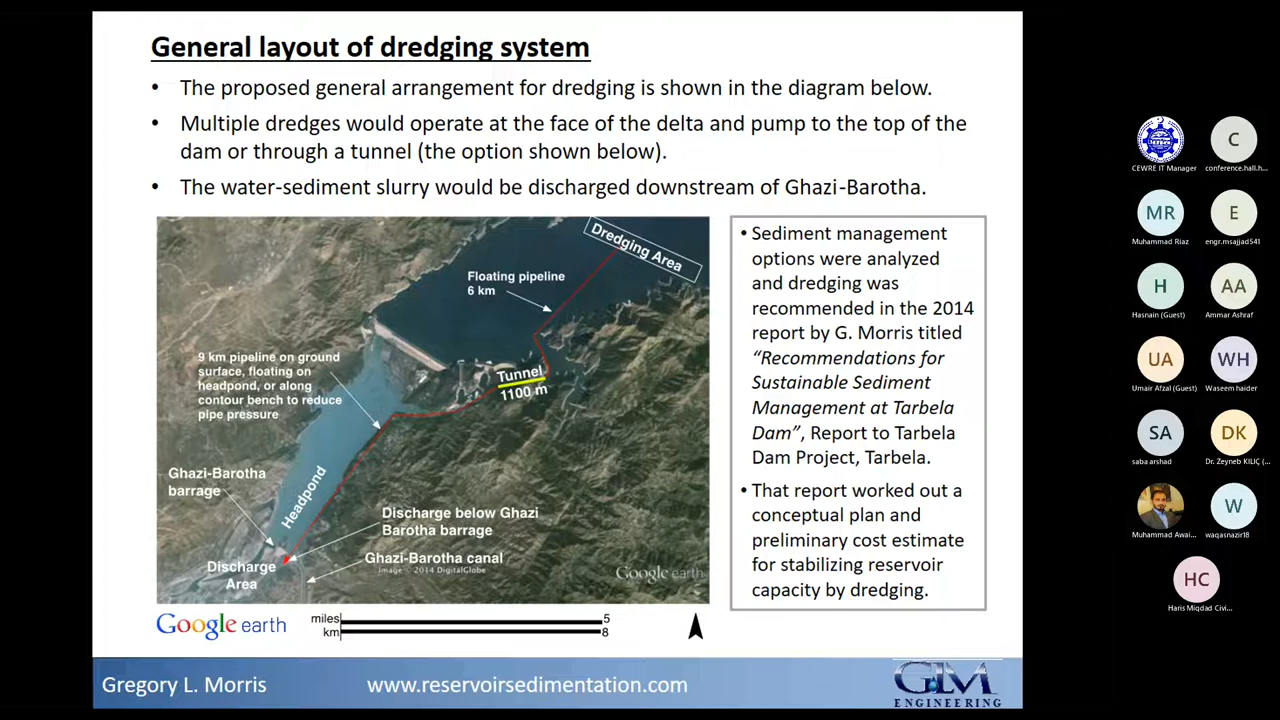 General layout of dredging system
• The proposed general arrangement for dredging is shown in the diagram below.
• Multiple dredges would operate at the face of the delta and pump to the top of the
dam or through a tunnel (the option shown below).
• The water-sediment slurry would be discharged downstream of Ghazi-Barotha.
Dredging Area
Floating pipeline
6 km
9 km pipeline on ground
surface, floating on
headpond, or along
contour bench to reduce
pipe pressure
Tunnel
1100 m
Ghazi-Barotha
barrage
Headpond
Discharge below Ghazi
Barotha barrage
Discharge
Area
Ghazi-Barotha canal
Image - 2014 DigitalGlobe
Google earth
Google earth
miles 5
km 8
• Sediment management
options were analyzed
and dredging was
recommended in the 2014
report by G. Morris titled
“Recommendations for
Sustainable Sediment
Management at Tarbela
Dam”, Report to Tarbela
Dam Project, Tarbela.
• That report worked out a
conceptual plan and
preliminary cost estimate
for stabilizing reservoir
capacity by dredging.
Gregory L. Morris
www.reservoirsedimentation.com
GLM
ENGINEERING
CEWRE IT Manager
C
conference.hall.h...
MR
Muhammad Riaz
E
engr.msajjad541
H
Hasnain (Guest)
AA
Ammar Ashraf
UA
Umair Afzal (Guest)
WH
Waseem haider
SA
saba arshad
DK
Dr. Zeyneb KILIÇ (...
Muhammad Awai...
W
waqasnazir18
HC
Haris Miqdad Civi...